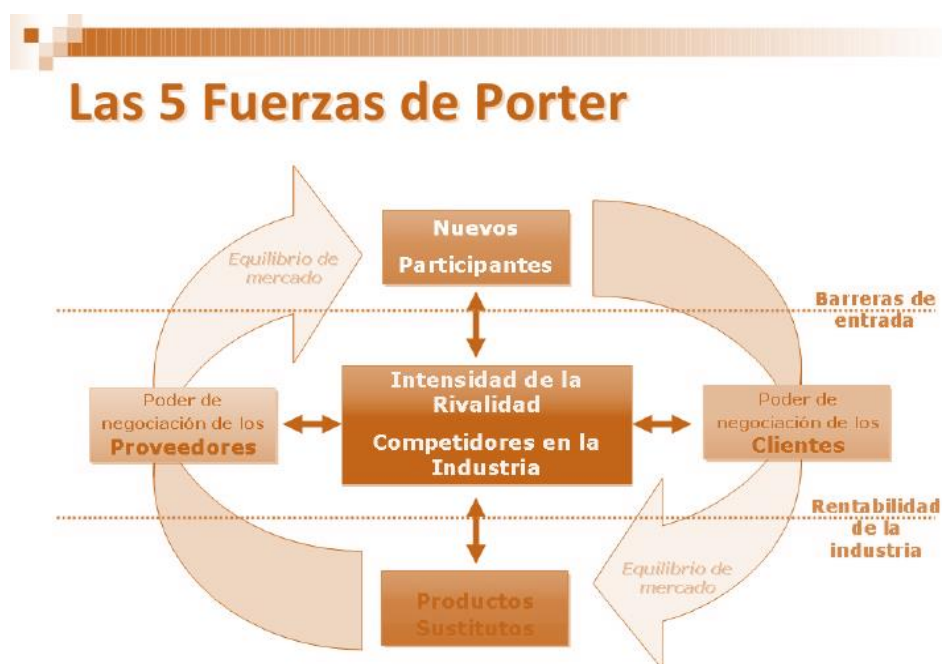 Las 5 Fuerzas de Porter
Nuevos
Participantes
Equilibrio de
mercado
Barreras de
entrada
Intensidad de la
Rivalidad
Competidores en la
Industria
Poder de
negociación de los
Proveedores
Poder de
negociación de los
Clientes
Rentabilidad
de la
industria
Equilibrio de
mercado
Productos
Sustitutos